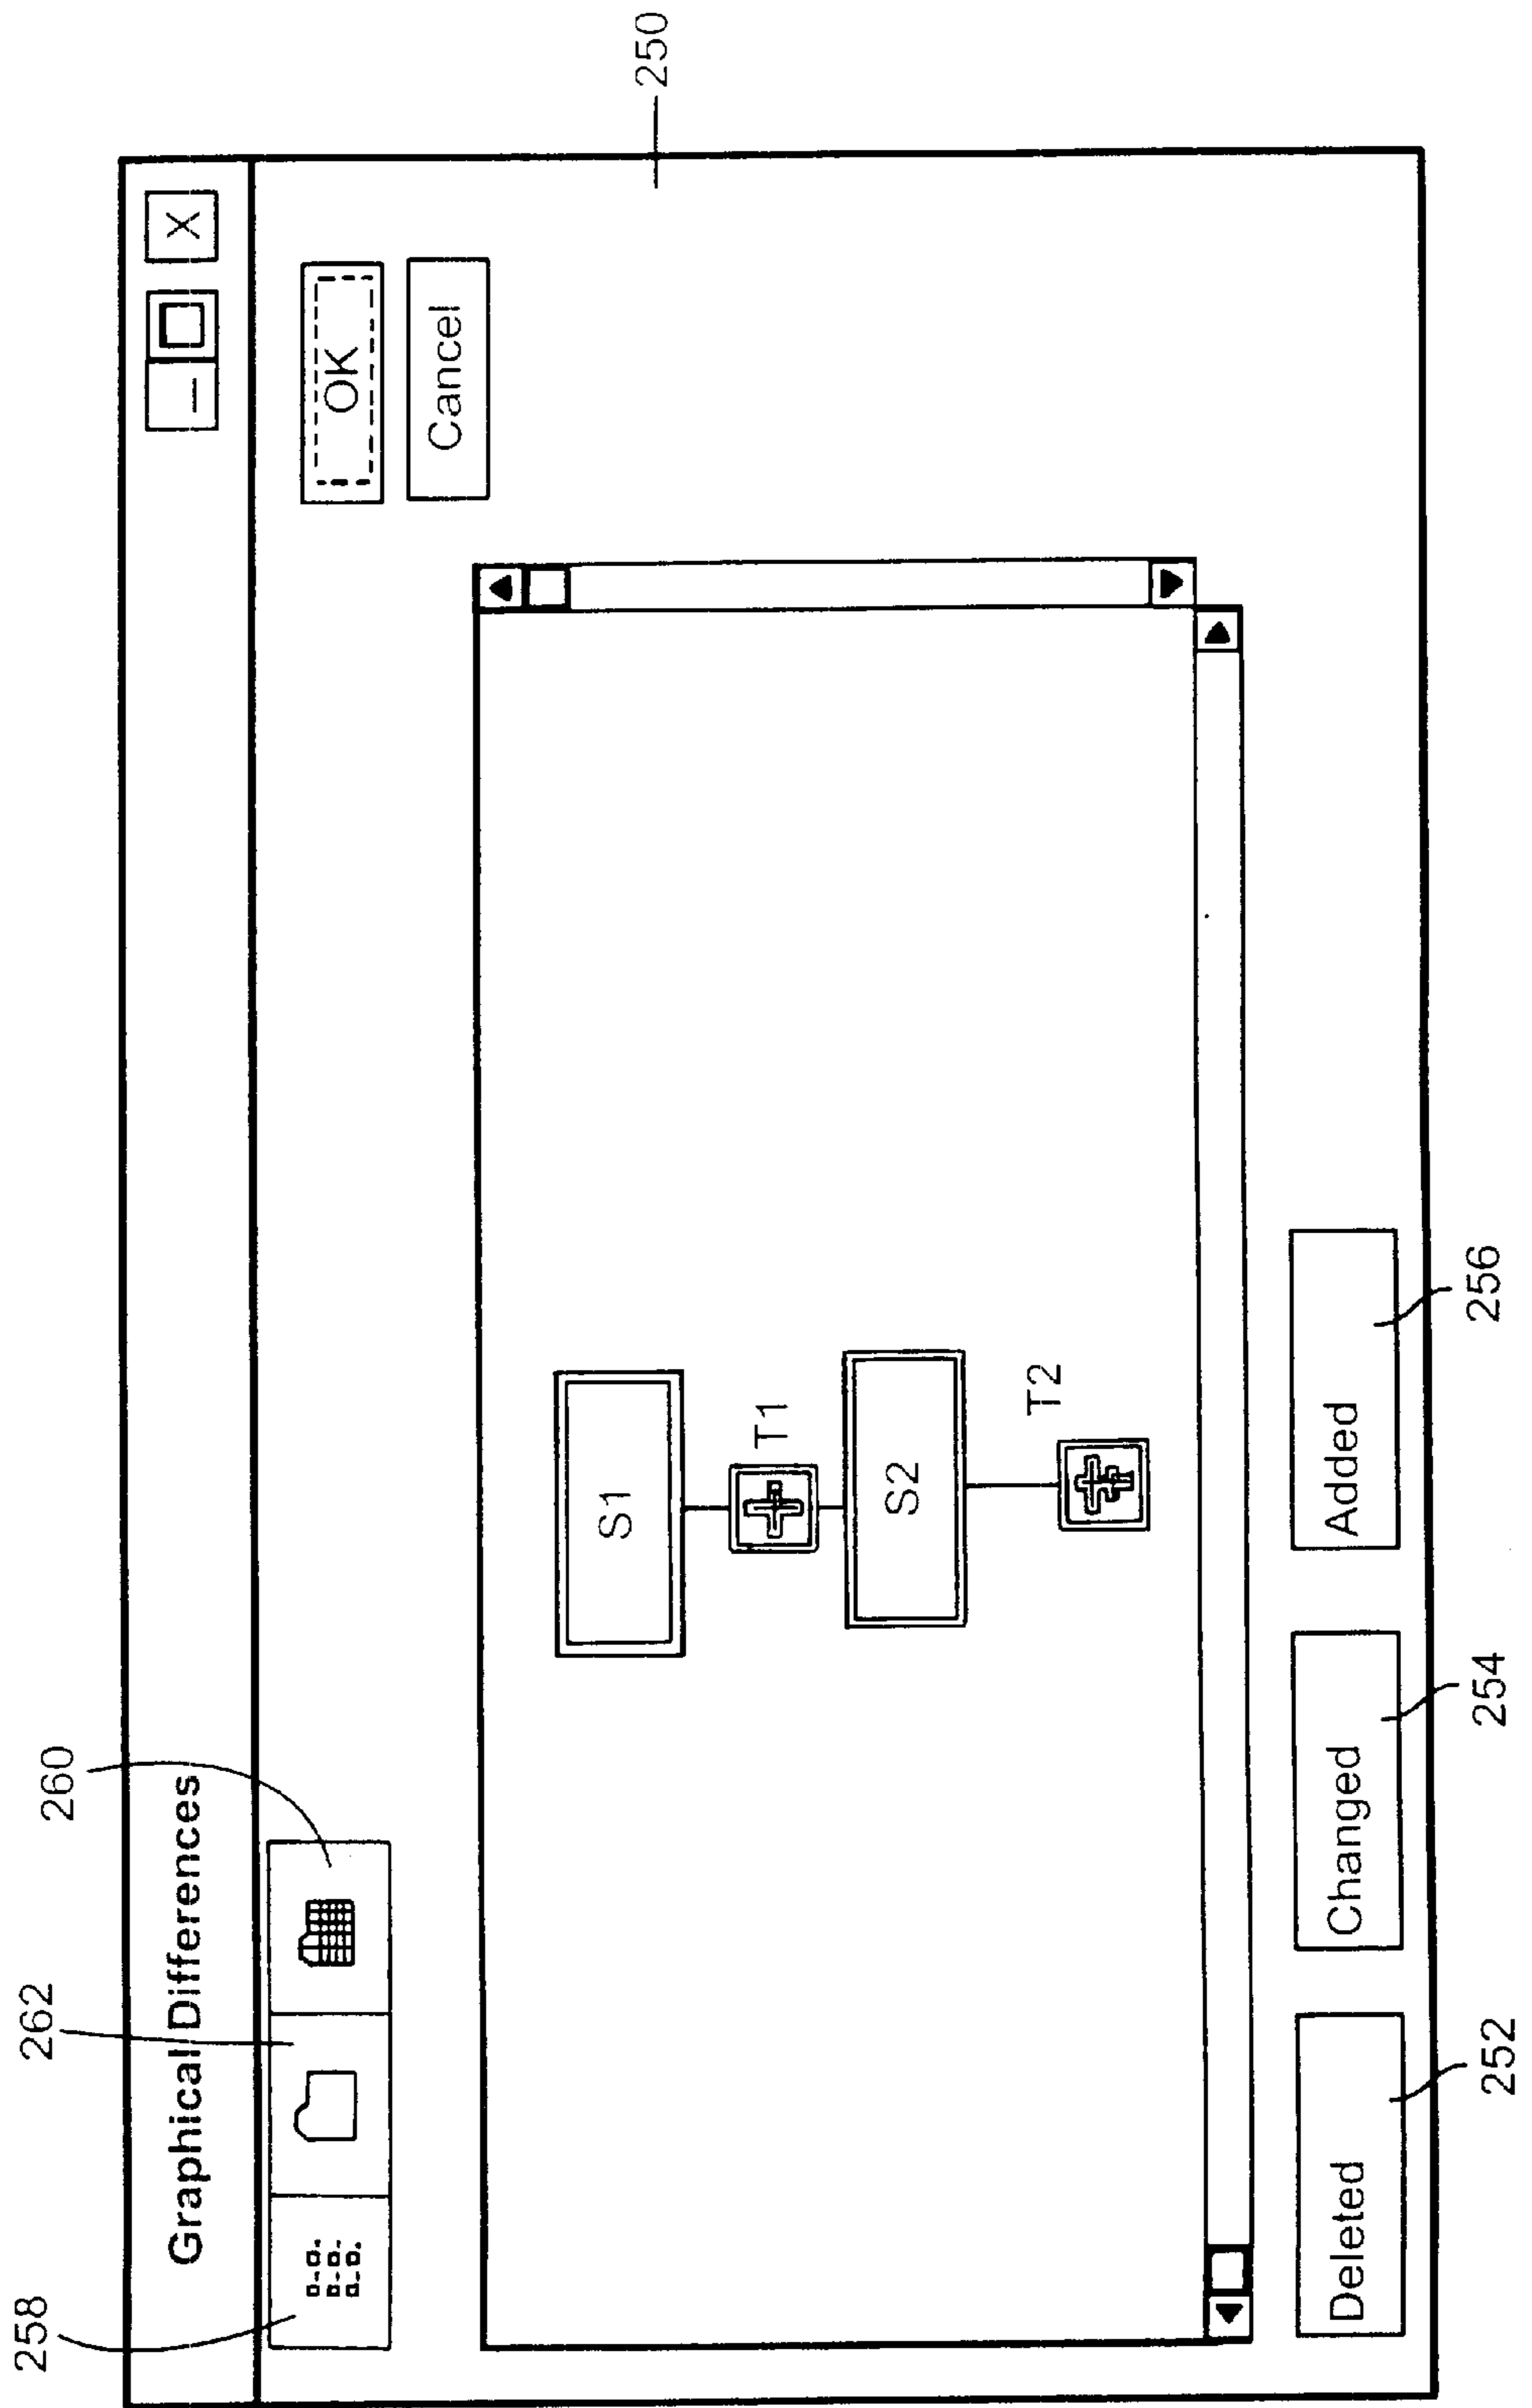 258
262
260
Graphical Differences
X
OK
Cancel
250
S1
T1
S2
T2
Deleted
Changed
Added
252
254
256